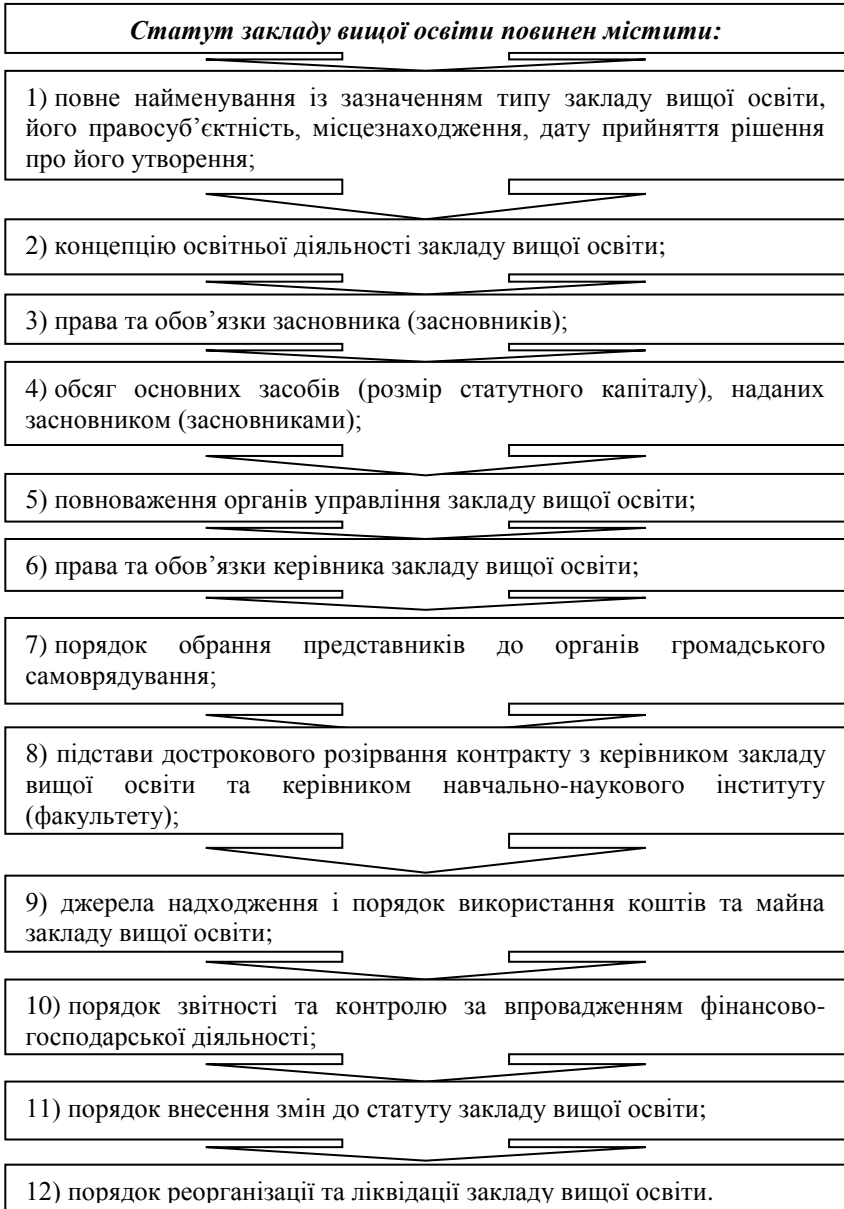 Статут закладу вищої освіти повинен містити:
1) повне найменування із зазначенням типу закладу вищої освіти,
його правосуб’єктність, місцезнаходження, дату прийняття рішення
про його утворення;
2) концепцію освітньої діяльності закладу вищої освіти;
3) права та обов’язки засновника (засновників);
4) обсяг основних засобів (розмір статутного капіталу), наданих
засновником (засновниками);
5) повноваження органів управління закладу вищої освіти;
6) права та обов’язки керівника закладу вищої освіти;
7) порядок обрання представників до органів громадського
самоврядування;
8) підстави дострокового розірвання контракту з керівником закладу
вищої освіти та керівником навчально-наукового інституту
(факультету);
9) джерела надходження і порядок використання коштів та майна
закладу вищої освіти;
10) порядок звітності та контролю за впровадженням фінансово-
господарської діяльності;
11) порядок внесення змін до статуту закладу вищої освіти;
12) порядок реорганізації та ліквідації закладу вищої освіти.